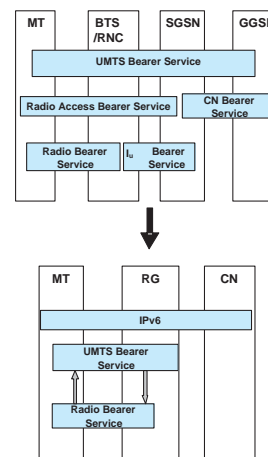 MT BTS /RNC SGSN GGS
UMTS Bearer Service
Radio Access Bearer Service
CN Bearer
Service
Radio Bearer
Service
Iu Bearer
Service
MT RG CN
IPv6
UMTS Bearer
Service
Radio Bearer
Service